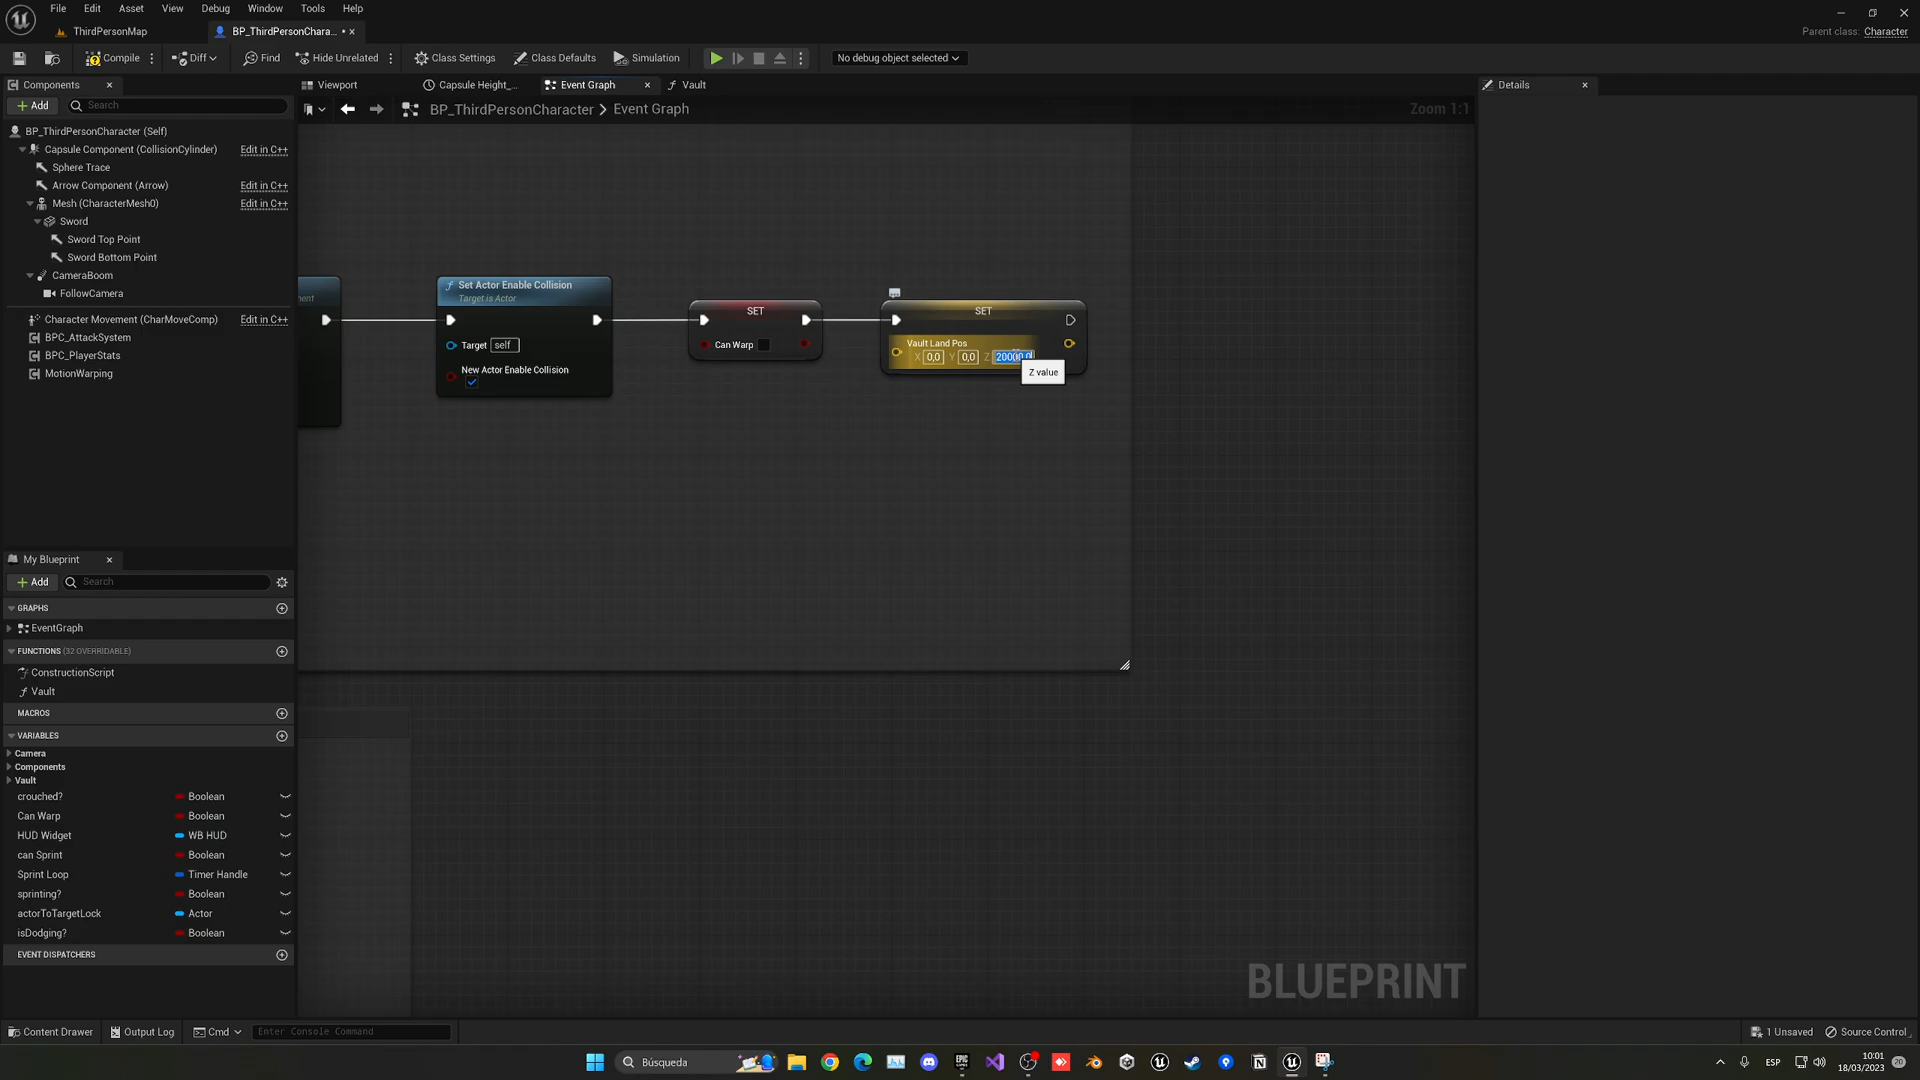 File Edit Asset View Debug Window Tools Help
ThirdPersonMap
BP_ThirdPersonChara...
Parent class: Character
Compile Diff Find Hide Unrelated Class Settings Class Defaults Simulation No debug object selected
Components
Viewport Capsule Height_... Event Graph Vault
Details
+ Add Search
BP_ThirdPersonCharacter > Event Graph
Zoom 1:1
BP_ThirdPersonCharacter (Self)
Capsule Component (CollisionCylinder) Edit in C++
Sphere Trace
Arrow Component (Arrow) Edit in C++
Mesh (CharacterMesh0) Edit in C++
Sword
Sword Top Point
Sword Bottom Point
CameraBoom
FollowCamera
Character Movement (CharMoveComp) Edit in C++
BPC_AttackSystem
BPC_PlayerStats
MotionWarping
Set Actor Enable Collision
Target is Actor
Target self
New Actor Enable Collision
SET
Can Warp
SET
Vault Land Pos
X 0,0 Y 0,0 Z 20000,0
Z value
My Blueprint
+ Add Search
GRAPHS
EventGraph
FUNCTIONS (32 OVERRIDABLE)
ConstructionScript
Vault
MACROS
VARIABLES
Camera
Components
Vault
crouched? Boolean
Can Warp Boolean
HUD Widget WB HUD
can Sprint Boolean
Sprint Loop Timer Handle
sprinting? Boolean
actorToTargetLock Actor
isDodging? Boolean
EVENT DISPATCHERS
BLUEPRINT
Content Drawer Output Log Cmd Enter Console Command
1 Unsaved Source Control
Búsqueda
ESP
10:01
18/03/2023
20